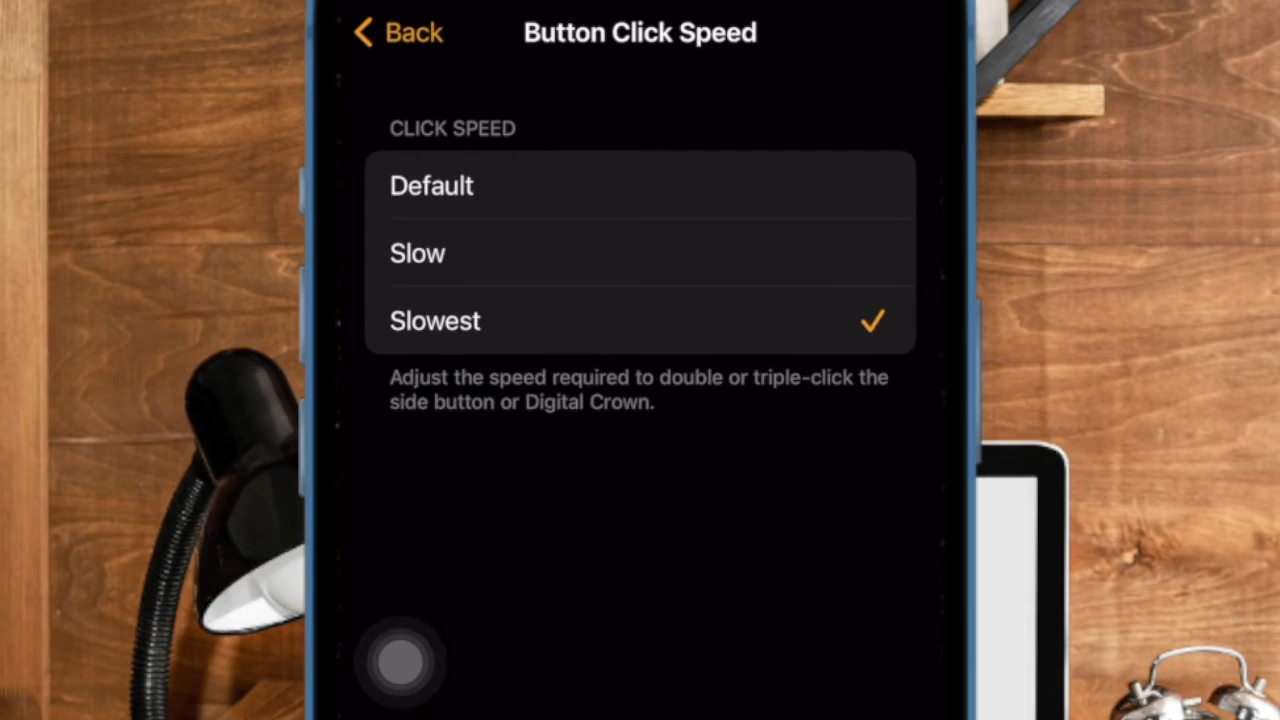 Back
Button Click Speed
CLICK SPEED
Default
Slow
Slowest
Adjust the speed required to double or triple-click the
side button or Digital Crown.